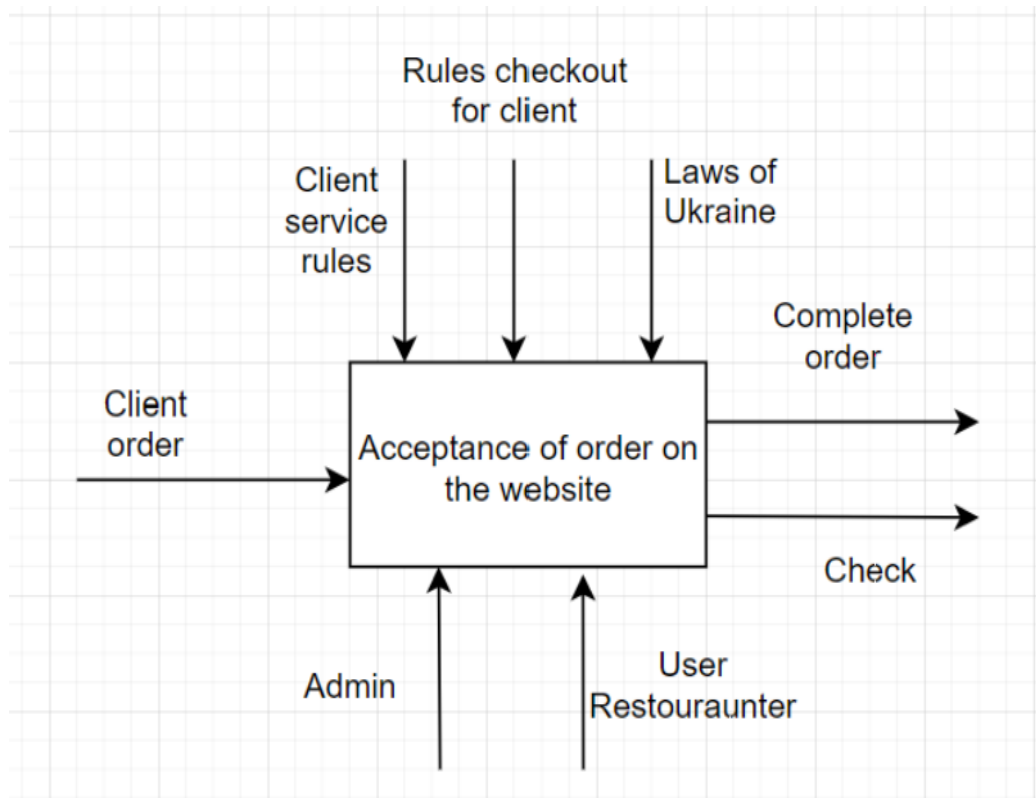 Rules checkout
for client
Client
service
rules
Laws of
Ukraine
Complete
order
Client
order
Acceptance of order on
the website
Check
Admin
User
Restouraunter